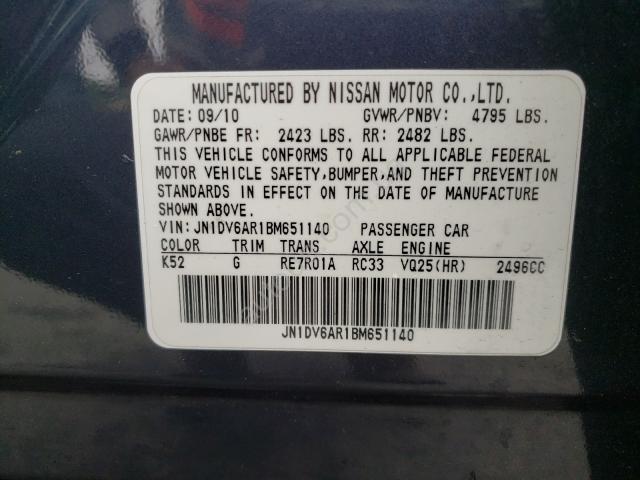 MANUFACTURED BY NISSAN MOTOR CO.,LTD.
DATE: 09/10 GVWR/PNBV: 4795 LBS.
GAWR/PNBE FR: 2423 LBS. RR: 2482 LBS.
THIS VEHICLE CONFORMS TO ALL APPLICABLE FEDERAL
MOTOR VEHICLE SAFETY,BUMPER,AND THEFT PREVENTION
STANDARDS IN EFFECT ON THE DATE OF MANUFACTURE
SHOWN ABOVE.
VIN: JN1DV6AR1BM651140 PASSENGER CAR
COLOR TRIM TRANS AXLE ENGINE
K52 G RE7R01A RC33 VQ25(HR) 2496CC
JN1DV6AR1BM651140